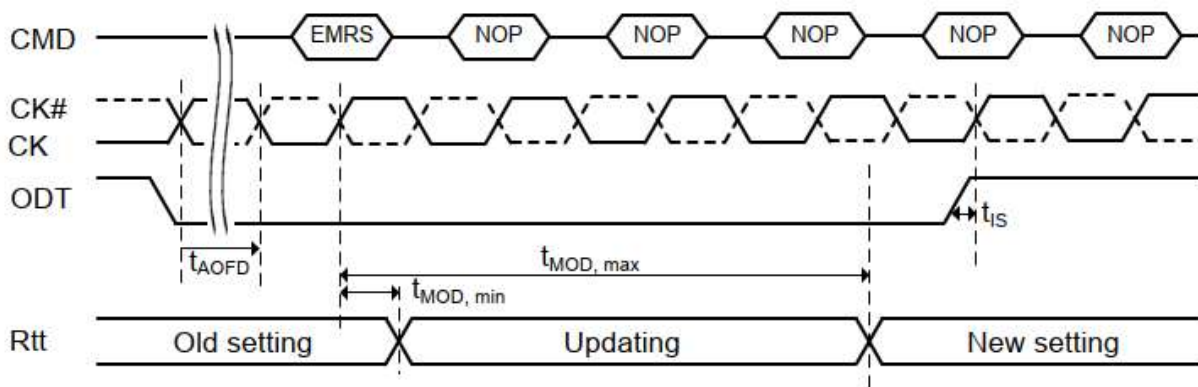 CMD EMRS NOP NOP NOP NOP NOP
CK#
CK
ODT
tIS
tAOFD
tMOD, max
tMOD, min
Rtt Old setting Updating New setting